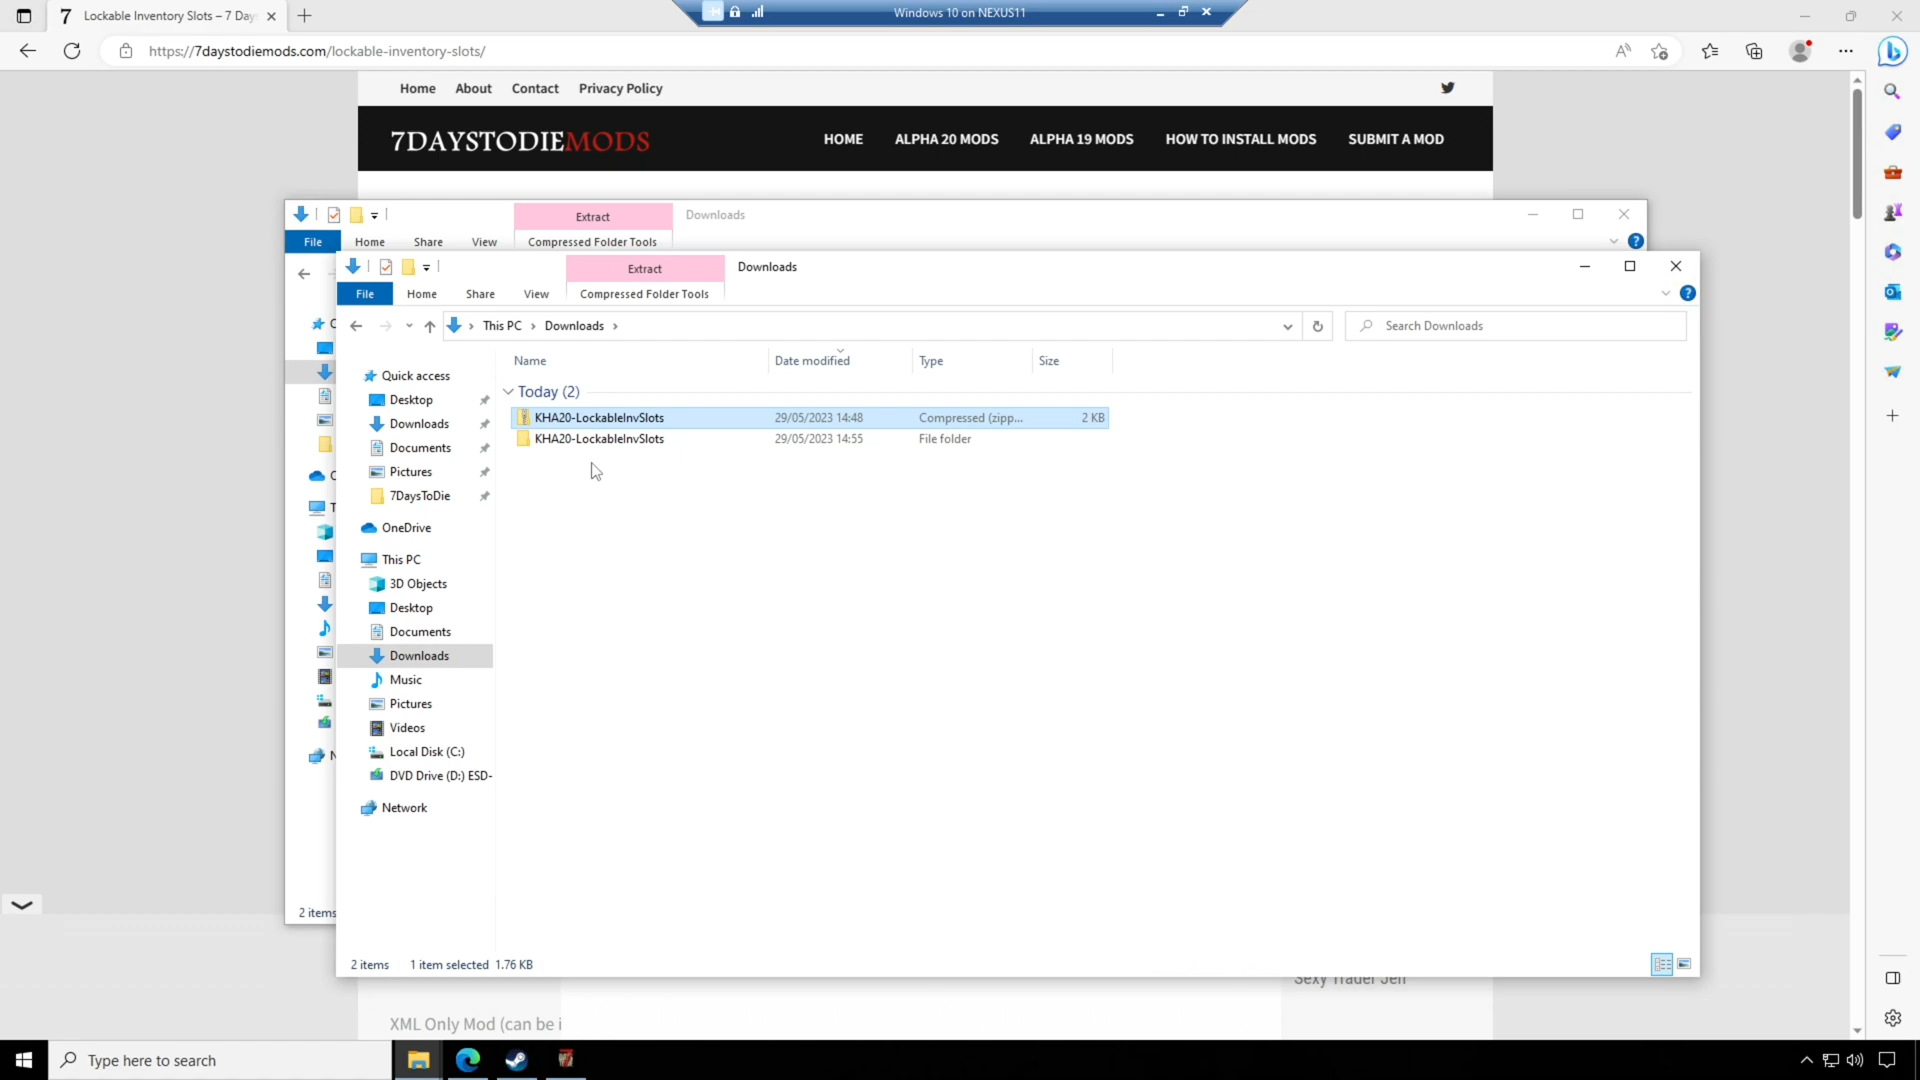 Lockable Inventory Slots – 7 Day
Windows 10 on NEXUS11
https://7daystodiemods.com/lockable-inventory-slots/
Home About Contact Privacy Policy
7DAYSTODIEMODS
HOME ALPHA 20 MODS ALPHA 19 MODS HOW TO INSTALL MODS SUBMIT A MOD
Extract Downloads
File Home Share View Compressed Folder Tools
Extract Downloads
File Home Share View Compressed Folder Tools
This PC Downloads
Search Downloads
Name Date modified Type Size
Quick access
Desktop
Downloads
Documents
Pictures
7DaysToDie
OneDrive
This PC
3D Objects
Desktop
Documents
Downloads
Music
Pictures
Videos
Local Disk (C:)
DVD Drive (D:) ESD-
Network
Today (2)
KHA20-LockableInvSlots 29/05/2023 14:48 Compressed (zipp... 2 KB
KHA20-LockableInvSlots 29/05/2023 14:55 File folder
2 items
2 items 1 item selected 1.76 KB
Sexy Trader Jen
XML Only Mod (can be i
Type here to search